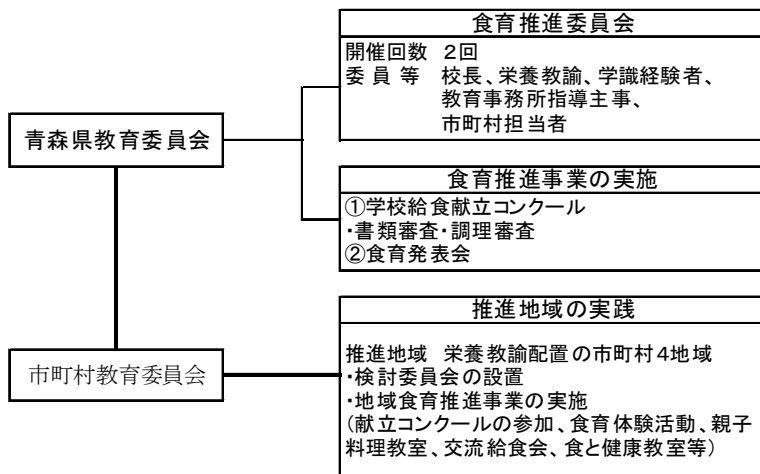 食育推進委員会
開催回数 2回
委 員 等 校長、栄養教諭、学識経験者、
教育事務所指導主事、
市町村担当者
青森県教育委員会
食育推進事業の実施
①学校給食献立コンクール
・書類審査・調理審査
②食育発表会
推進地域の実践
市町村教育委員会
推進地域 栄養教諭配置の市町村4地域
・検討委員会の設置
・地域食育推進事業の実施
(献立コンクールの参加、食育体験活動、親子
料理教室、交流給食会、食と健康教室等)